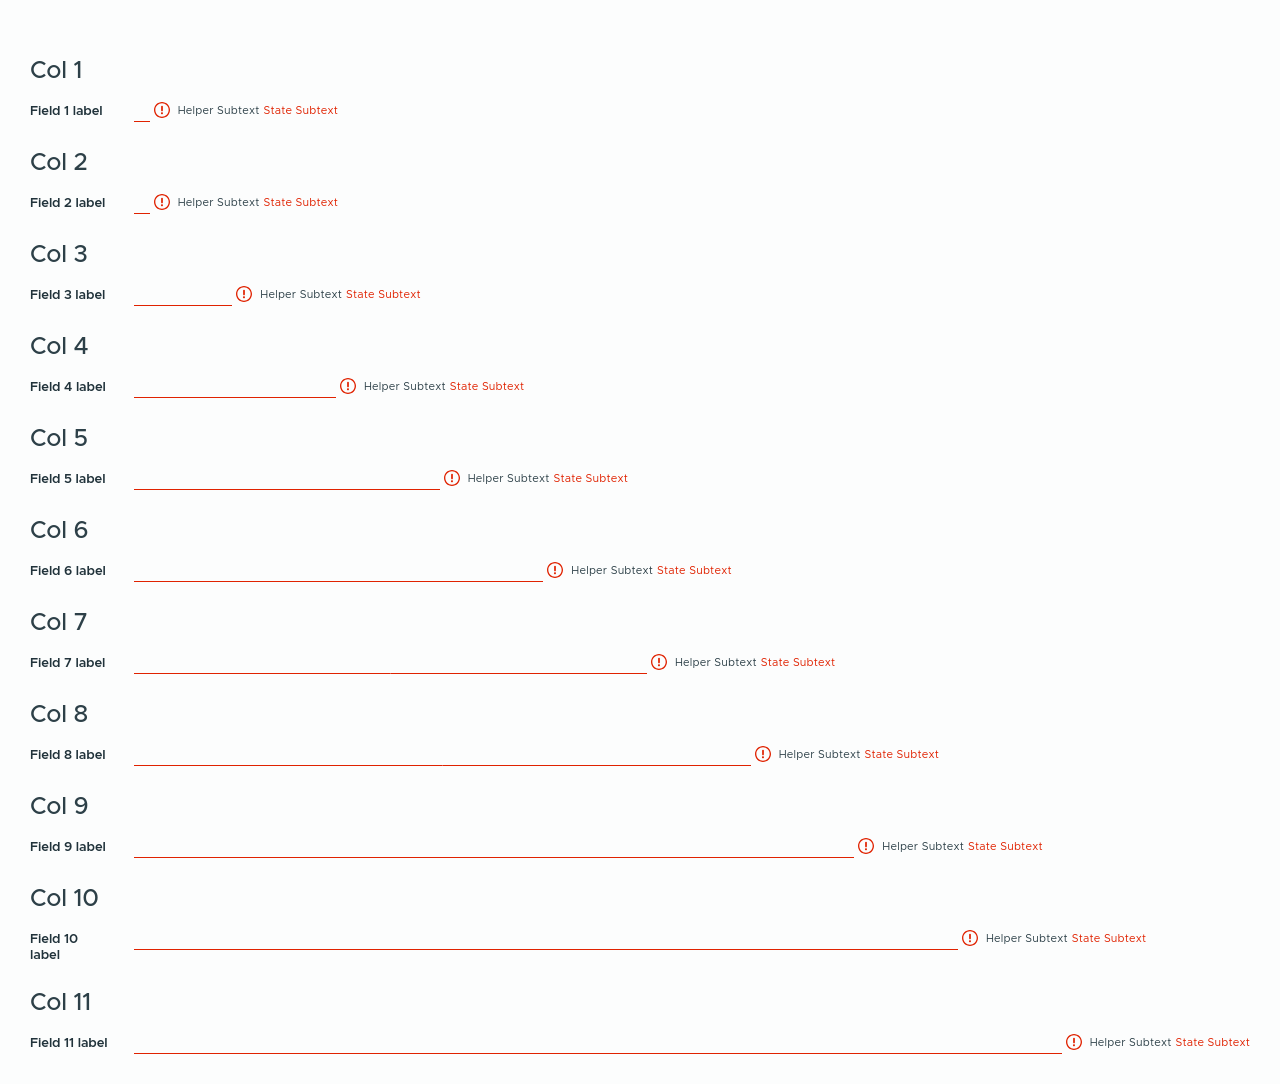 Col 1
Field 1 label Helper Subtext State Subtext
Col 2
Field 2 label Helper Subtext State Subtext
Col 3
Field 3 label Helper Subtext State Subtext
Col 4
Field 4 label Helper Subtext State Subtext
Col 5
Field 5 label Helper Subtext State Subtext
Col 6
Field 6 label Helper Subtext State Subtext
Col 7
Field 7 label Helper Subtext State Subtext
Col 8
Field 8 label Helper Subtext State Subtext
Col 9
Field 9 label Helper Subtext State Subtext
Col 10
Field 10 Helper Subtext State Subtext
label
Col 11
Field 11 label Helper Subtext State Subtext